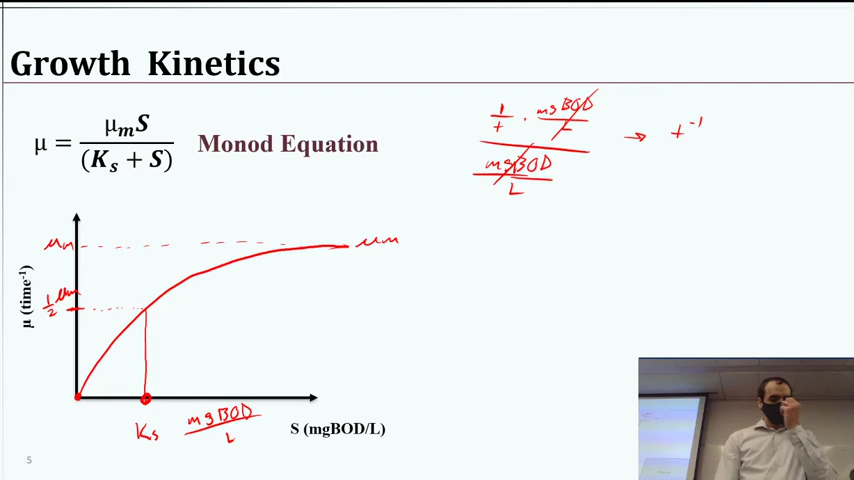 Growth Kinetics
μ = μmS / (Ks + S)
Monod Equation
1/t · mgBOD/L
mgBOD/L
→ t⁻¹
μm
μm
1/2 μm
μ (time⁻¹)
Ks mgBOD/L
S (mgBOD/L)
5